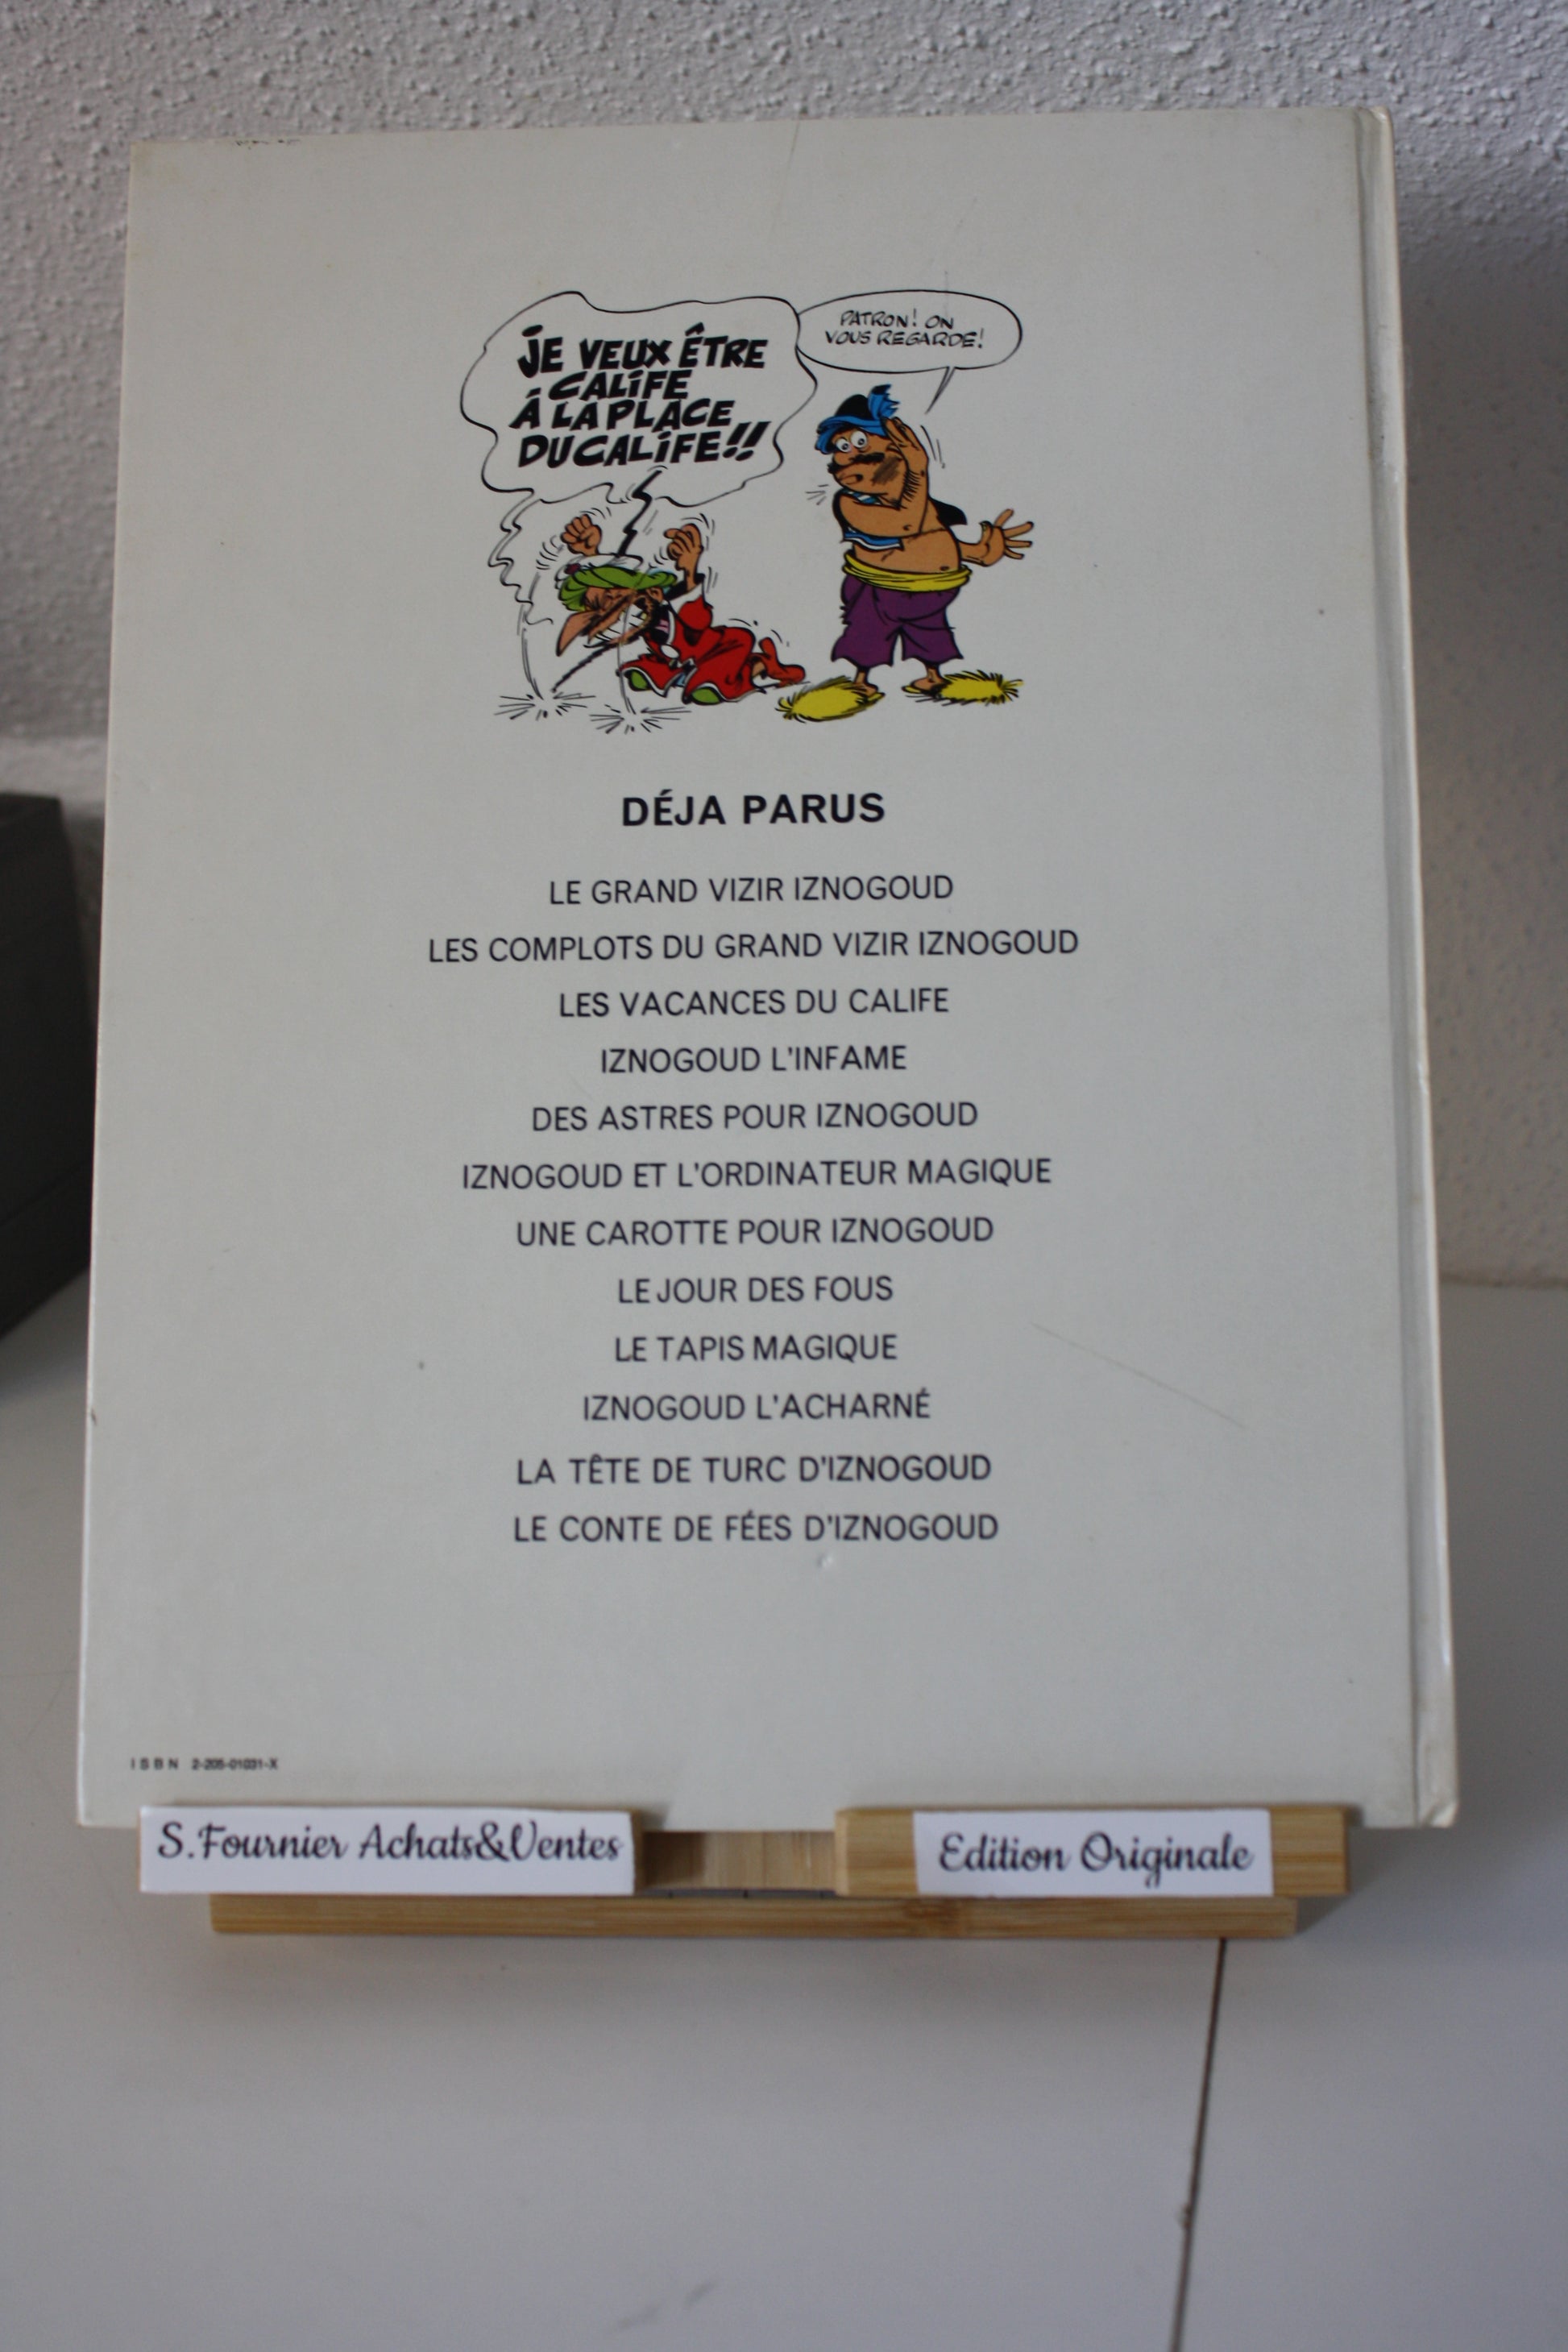 JE VEUX ÊTRE
CALIFE
À LA PLACE
DU CALIFE!!
PATRON! ON
VOUS REGARDE!
DÉJA PARUS
LE GRAND VIZIR IZNOGOUD
LES COMPLOTS DU GRAND VIZIR IZNOGOUD
LES VACANCES DU CALIFE
IZNOGOUD L'INFAME
DES ASTRES POUR IZNOGOUD
IZNOGOUD ET L'ORDINATEUR MAGIQUE
UNE CAROTTE POUR IZNOGOUD
LE JOUR DES FOUS
LE TAPIS MAGIQUE
IZNOGOUD L'ACHARNÉ
LA TÊTE DE TURC D'IZNOGOUD
LE CONTE DE FÉES D'IZNOGOUD
ISBN 2-205-01031-X
S.Fournier Achats&Ventes
Edition Originale